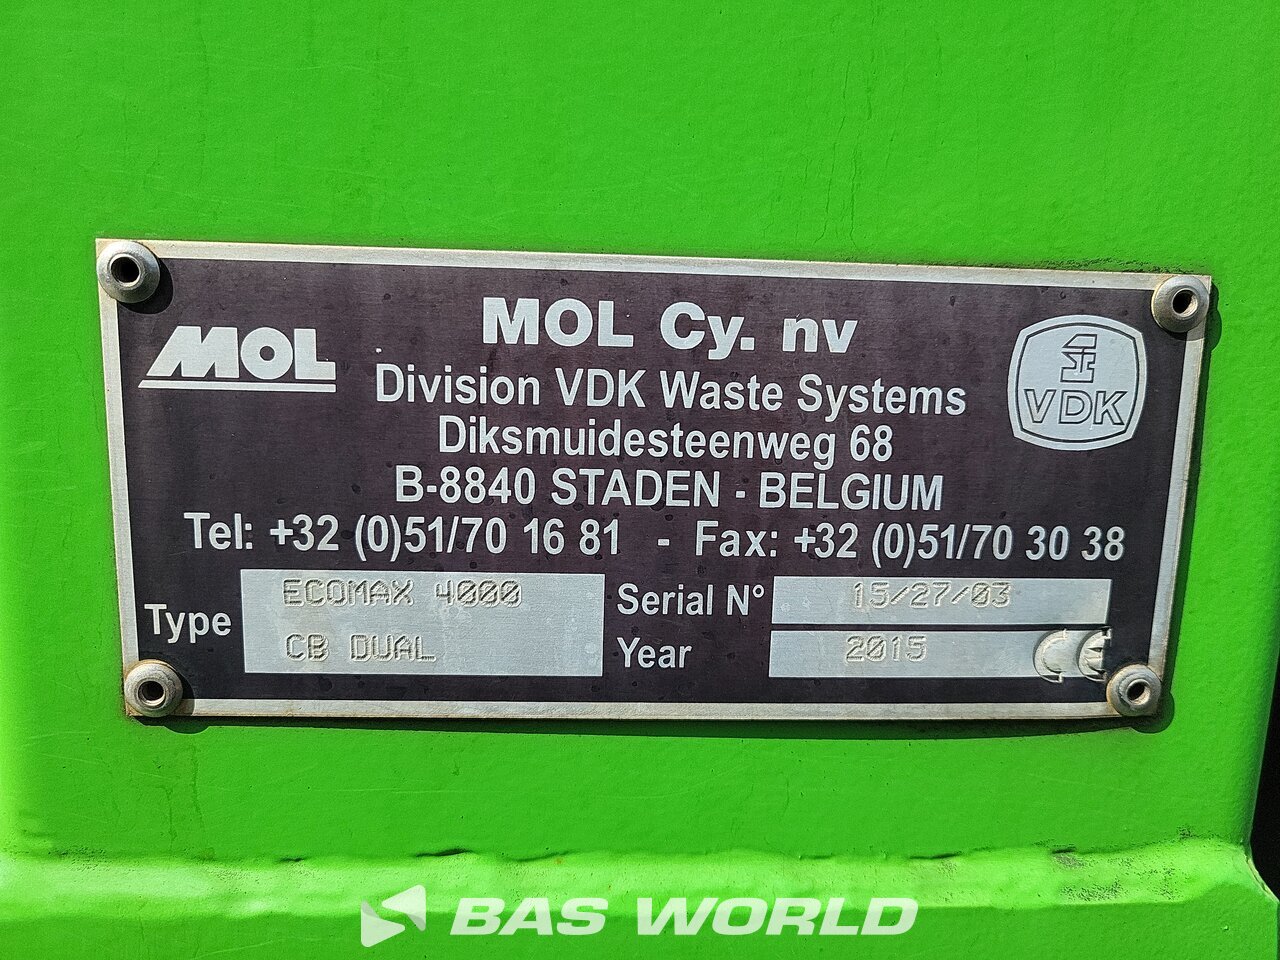 MOL
MOL Cy. nv
Division VDK Waste Systems
Diksmuidesteenweg 68
B-8840 STADEN - BELGIUM
Tel: +32 (0)51/70 16 81 - Fax: +32 (0)51/70 30 38
VDK
Type ECOMAX 4000
CB DUAL
Serial N° 15/27/03
Year 2015 CE
BAS WORLD